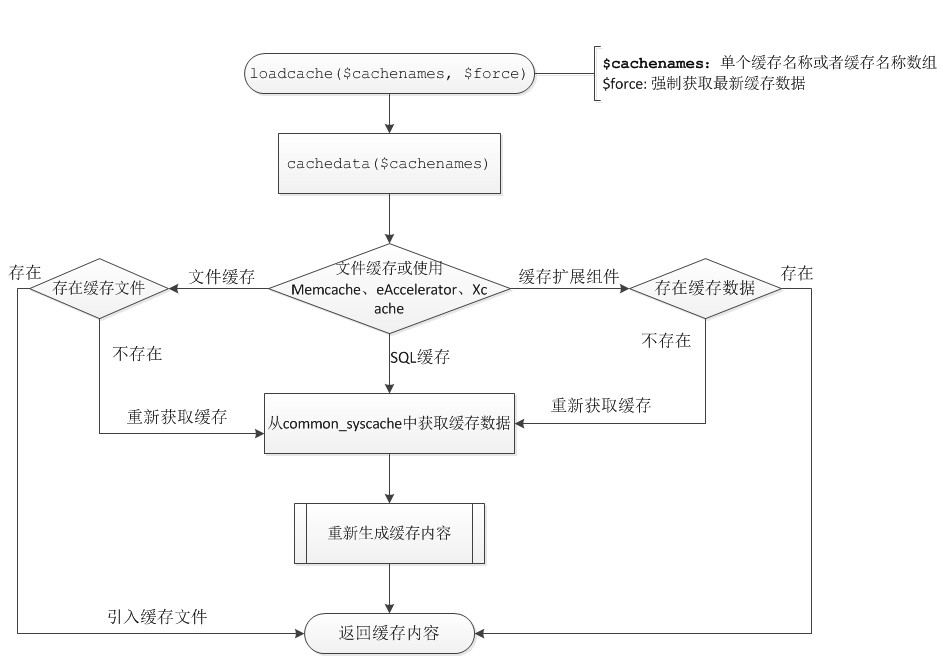 loadcache($cachenames, $force)
$cachenames: 单个缓存名称或者缓存名称数组
$force: 强制获取最新缓存数据
cachedata($cachenames)
存在
存在缓存文件
文件缓存
文件缓存或使用
Memcache、eAccelerator、Xc
ache
缓存扩展组件
存在缓存数据
存在
不存在
SQL缓存
不存在
重新获取缓存
从common_syscache中获取缓存数据
重新获取缓存
重新生成缓存内容
引入缓存文件
返回缓存内容